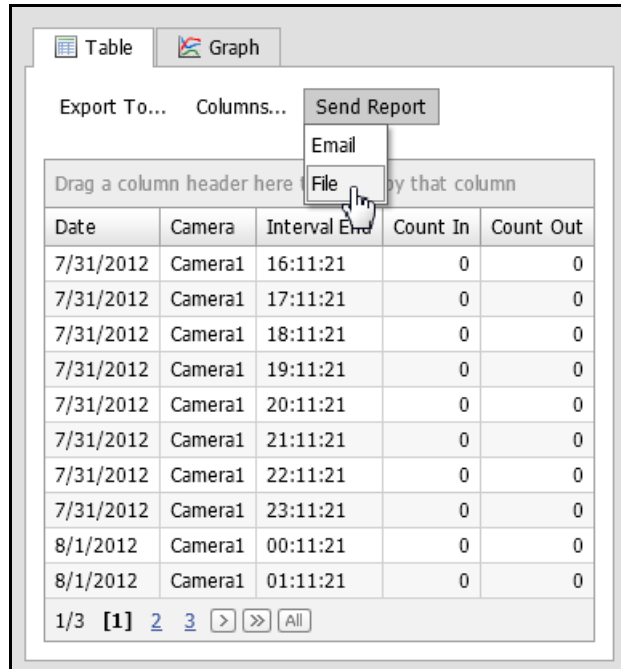 Table Graph
Export To... Columns... Send Report
Email
File
Drag a column header here t by that column
Date Camera Interval End Count In Count Out
7/31/2012 Camera1 16:11:21 0 0
7/31/2012 Camera1 17:11:21 0 0
7/31/2012 Camera1 18:11:21 0 0
7/31/2012 Camera1 19:11:21 0 0
7/31/2012 Camera1 20:11:21 0 0
7/31/2012 Camera1 21:11:21 0 0
7/31/2012 Camera1 22:11:21 0 0
7/31/2012 Camera1 23:11:21 0 0
8/1/2012 Camera1 00:11:21 0 0
8/1/2012 Camera1 01:11:21 0 0
1/3 [1] 2 3 > >> All